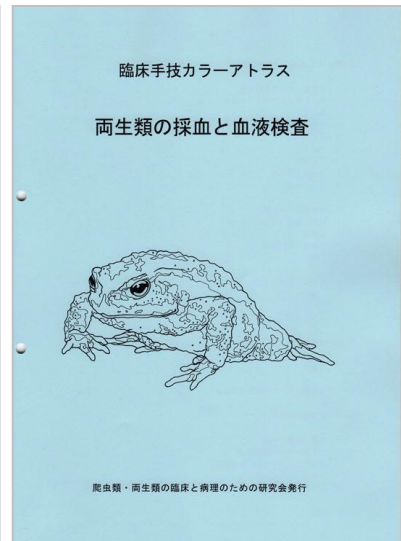 臨床手技カラーアトラス
両生類の採血と血液検査
爬虫類・両生類の臨床と病理のための研究会発行